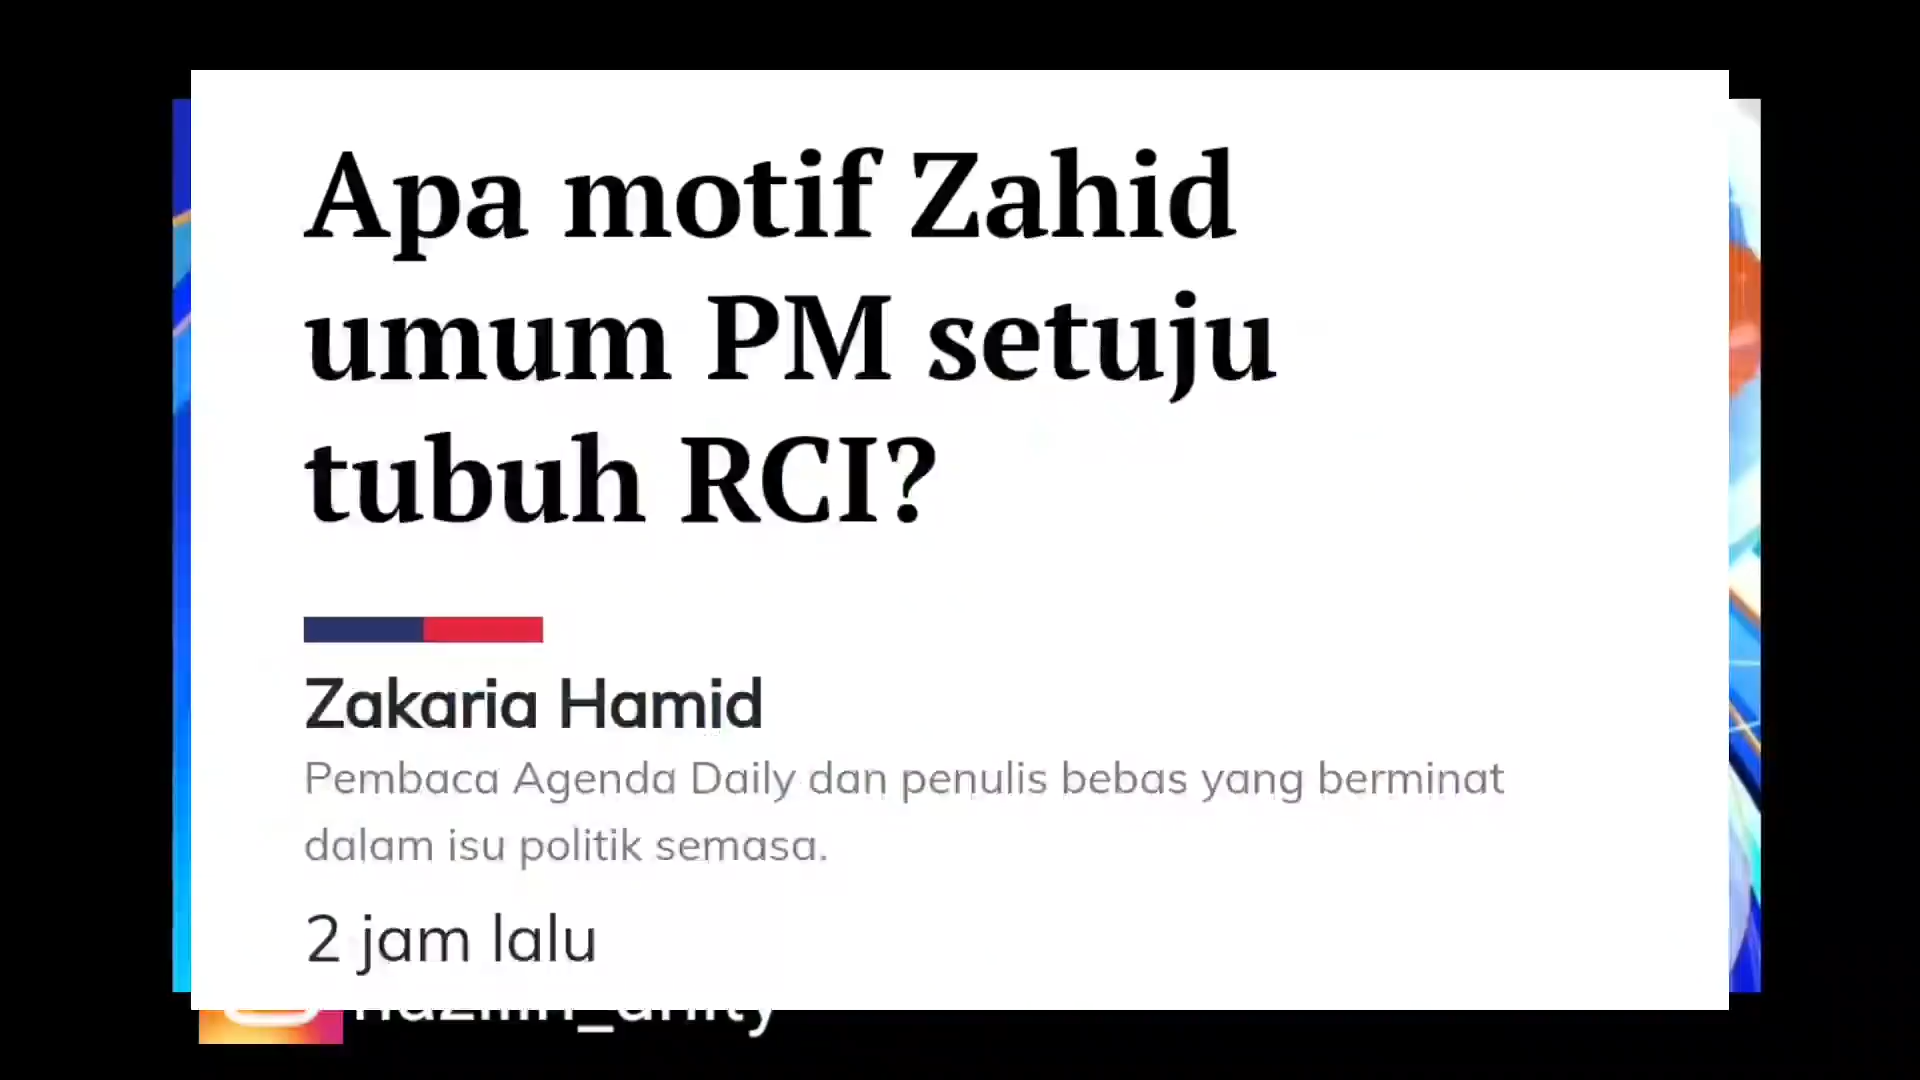 Apa motif Zahid
umum PM setuju
tubuh RCI?
Zakaria Hamid
Pembaca Agenda Daily dan penulis bebas yang berminat
dalam isu politik semasa.
2 jam lalu